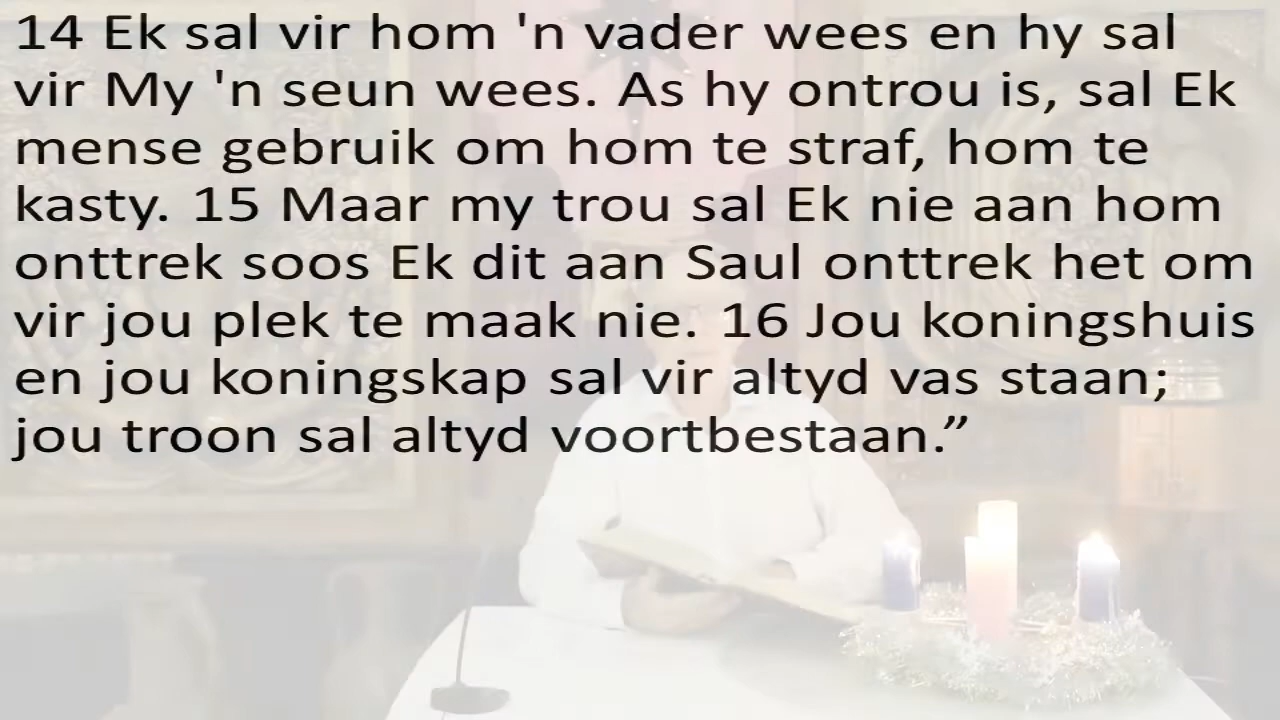 14 Ek sal vir hom 'n vader wees en hy sal
vir My 'n seun wees. As hy ontrou is, sal Ek
mense gebruik om hom te straf, hom te
kasty. 15 Maar my trou sal Ek nie aan hom
onttrek soos Ek dit aan Saul onttrek het om
vir jou plek te maak nie. 16 Jou koningshuis
en jou koningskap sal vir altyd vas staan;
jou troon sal altyd voortbestaan.”